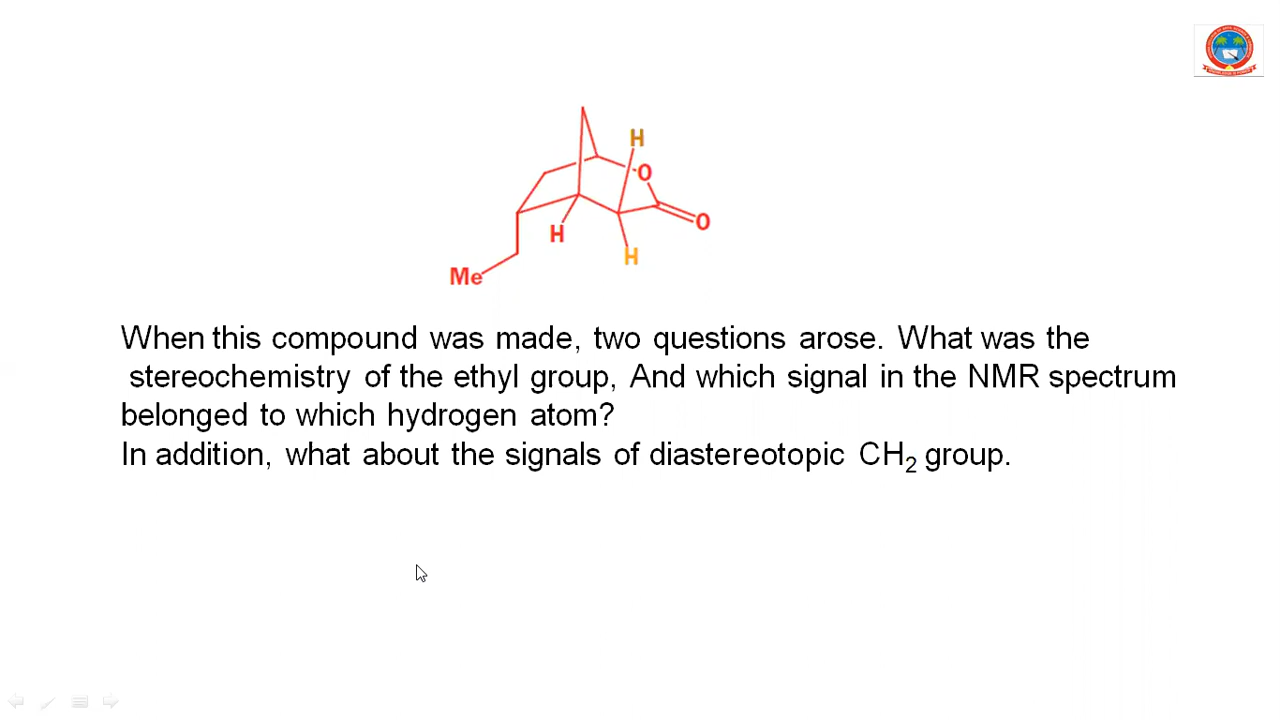 H
O
O
H
H
Me
When this compound was made, two questions arose. What was the
stereochemistry of the ethyl group, And which signal in the NMR spectrum
belonged to which hydrogen atom?
In addition, what about the signals of diastereotopic CH₂ group.